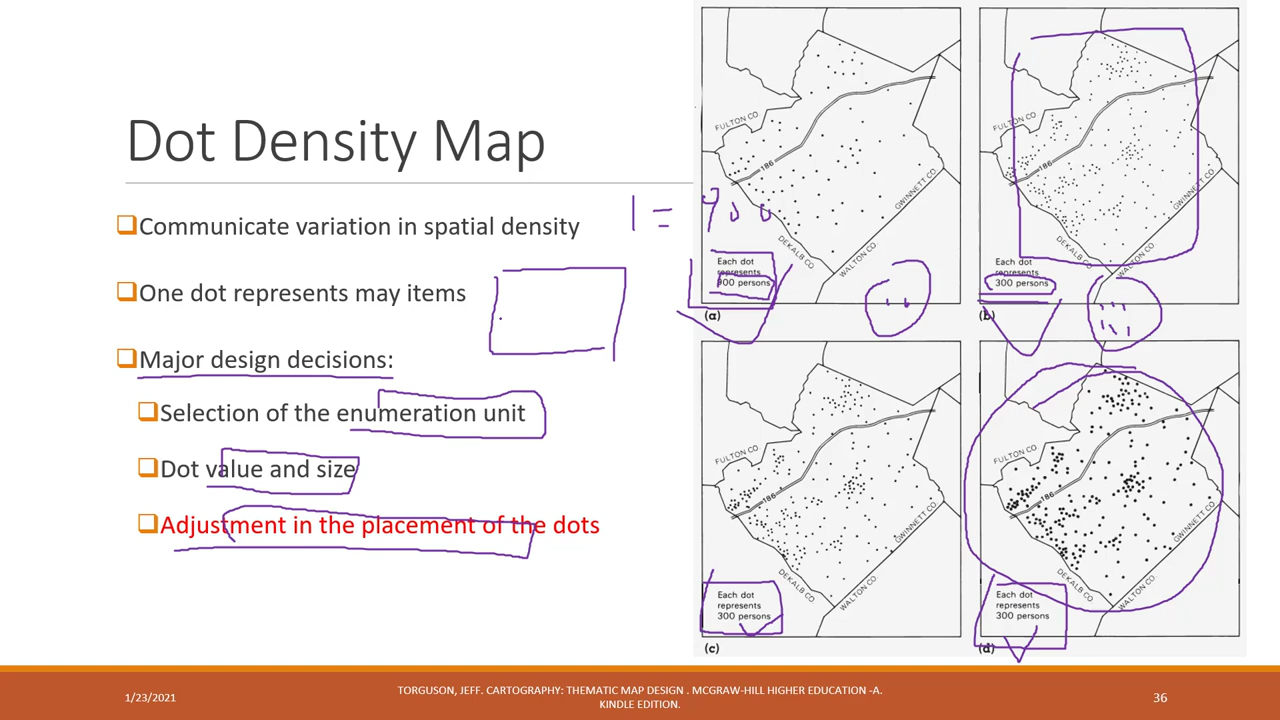 Dot Density Map
❑Communicate variation in spatial density
❑One dot represents may items
❑Major design decisions:
❑Selection of the enumeration unit
❑Dot value and size
❑Adjustment in the placement of the dots
1 = 900
FULTON CO
186
GWINNETT CO
DEKALB CO
WALTON CO
Each dot
represents
900 persons
(a)
FULTON CO
186
GWINNETT CO
DEKALB CO
WALTON CO
Each dot
represents
300 persons
(b)
FULTON CO
186
GWINNETT CO
DEKALB CO
WALTON CO
Each dot
represents
300 persons
(c)
FULTON CO
186
GWINNETT CO
DEKALB CO
WALTON CO
Each dot
represents
300 persons
(d)
1/23/2021
TORGUSON, JEFF. CARTOGRAPHY: THEMATIC MAP DESIGN . MCGRAW-HILL HIGHER EDUCATION -A.
KINDLE EDITION.
36